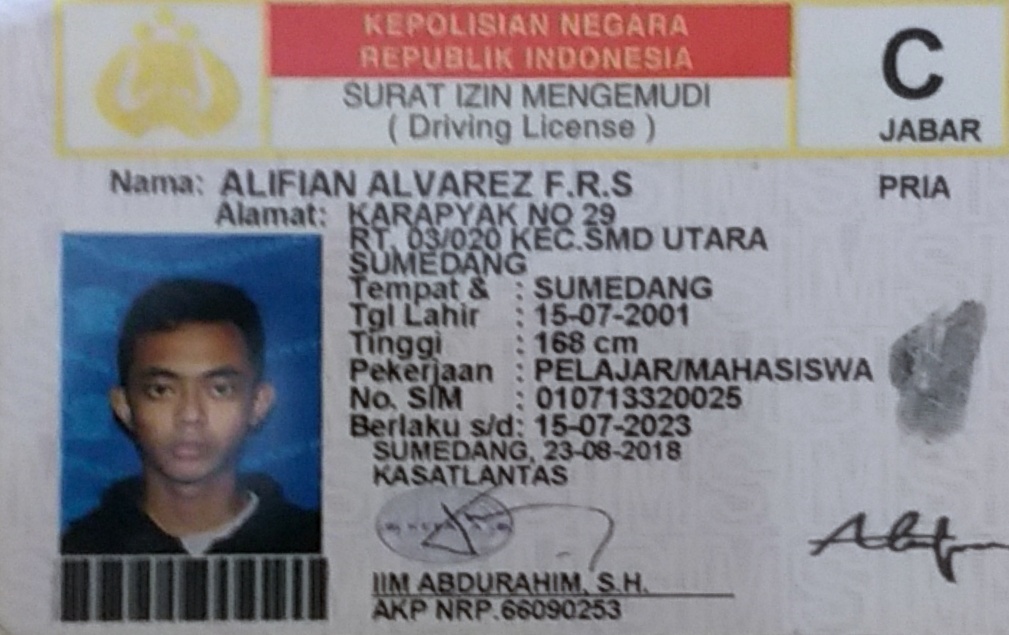 KEPOLISIAN NEGARA
REPUBLIK INDONESIA
SURAT IZIN MENGEMUDI
( Driving License )
C
JABAR
Nama: ALIFIAN ALVAREZ F.R.S
PRIA
Alamat: KARAPYAK NO 29
RT. 03/020 KEC.SMD UTARA
SUMEDANG
Tempat & : SUMEDANG
Tgl Lahir : 15-07-2001
Tinggi : 168 cm
Pekerjaan : PELAJAR/MAHASISWA
No. SIM : 010713320025
Berlaku s/d: 15-07-2023
SUMEDANG, 23-08-2018
KASATLANTAS
IIM ABDURAHIM, S.H.
AKP NRP.66090253